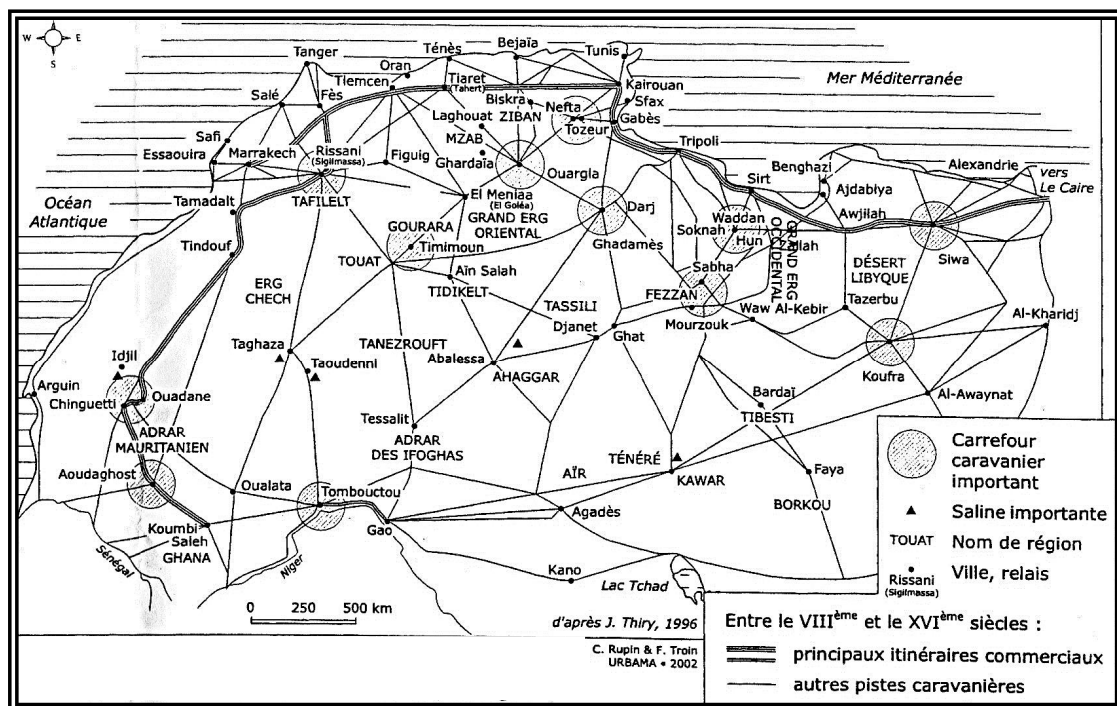 W E
S
Tanger
Ténès
Bejaïa
Tunis
Oran
Tlemcen
Tiaret
(Tahert)
Kairouan
Mer Méditerranée
Salé
Fès
Biskra
ZIBAN
Nefta
Sfax
Laghouat
Tozeur
Gabès
MZAB
Safi
Rissani
(Sigilmassa)
Tripoli
Essaouira
Marrakech
Figuig
Ghardaïa
Ouargla
Benghazi
Alexandrie
vers
Le Caire
Sirt
Ajdabiya
Océan
Atlantique
Tamadalt
TAFILELT
El Meniaa
(El Goléa)
GRAND ERG
ORIENTAL
Darj
Waddan
Awjilah
GOURARA
Ghadamès
Soknah
Hun
Zallah
GRAND ERG
OCCIDENTAL
Siwa
Tindouf
Timimoun
TOUAT
Aïn Salah
Sabha
DÉSERT
LIBYQUE
ERG
CHECH
TIDIKELT
TASSILI
FEZZAN
Tazerbu
Djanet
Waw Al-Kebir
Al-Kharidj
Mourzouk
Ghat
Taghaza
TANEZROUFT
Abalessa
Idjil
Taoudenni
AHAGGAR
Koufra
Arguin
Ouadane
Chinguetti
Bardaï
Al-Awaynat
TIBESTI
Tessalit
ADRAR
MAURITANIEN
ADRAR
DES IFOGHAS
TÉNÉRÉ
Aoudaghost
AÏR
KAWAR
Faya
Oualata
Tombouctou
BORKOU
Koumbi
Saleh
Agadès
GHANA
Gao
Sénégal
Niger
Kano
Lac Tchad
0 250 500 km
d'après J. Thiry, 1996
C. Rupin & F. Troin
URBAMA • 2002
Carrefour
caravanier
important
Saline importante
TOUAT Nom de région
Rissani
(Sigilmassa)
Ville, relais
Entre le VIIIème et le XVIème siècles :
principaux itinéraires commerciaux
autres pistes caravanières